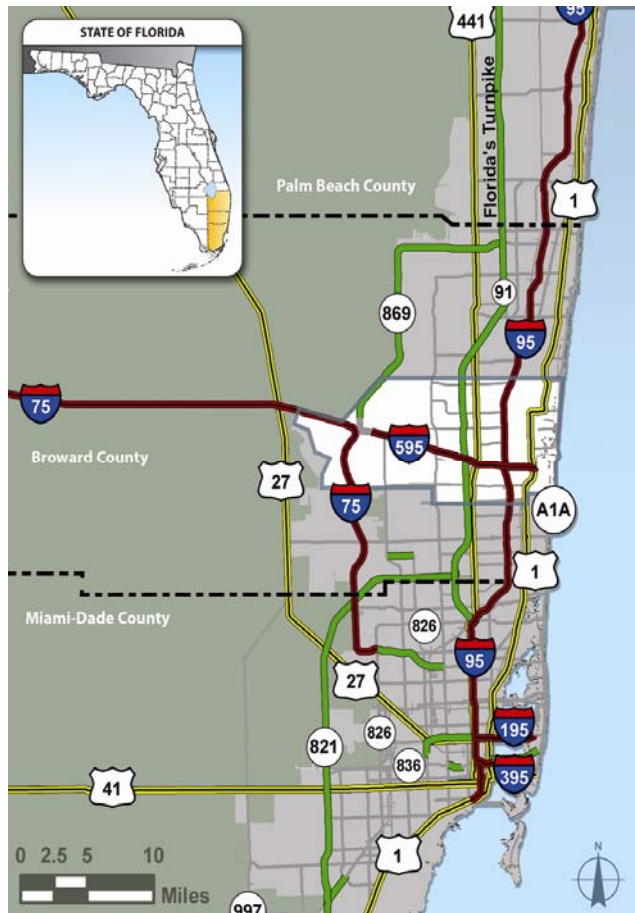 STATE OF FLORIDA
441
95
Florida's Turnpike
Palm Beach County
1
869
91
95
75
595
Broward County
27
75
A1A
1
Miami-Dade County
826
95
27
195
821
826
836
395
41
0 2.5 5 10
Miles
1
N
997